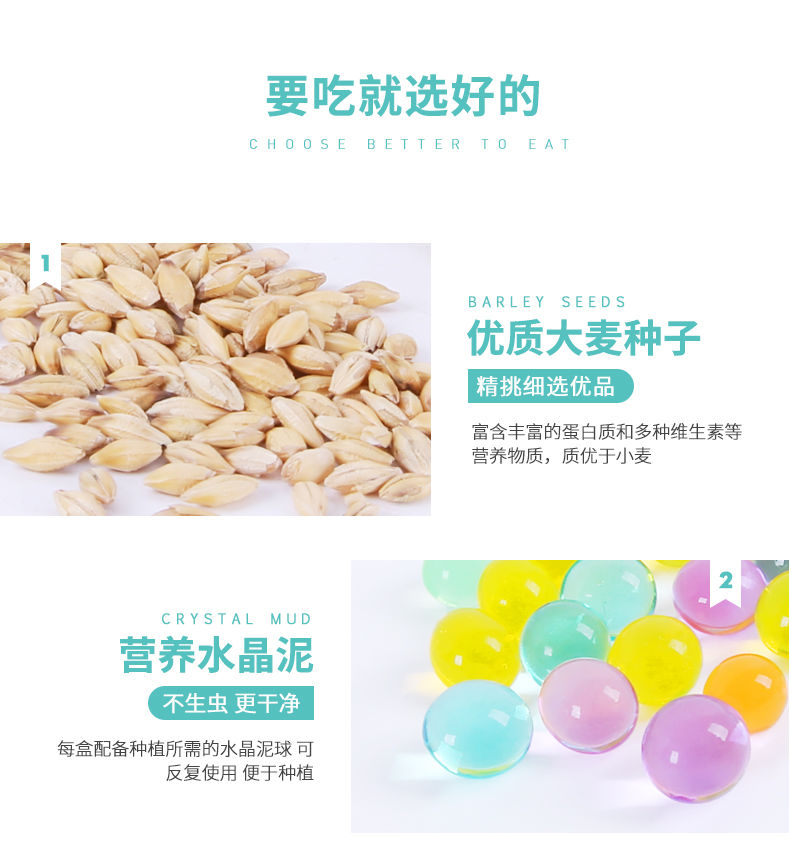 要吃就选好的
CHOOSE BETTER TO EAT
1
BARLEY SEEDS
优质大麦种子
精挑细选优品
富含丰富的蛋白质和多种维生素等
营养物质，质优于小麦
2
CRYSTAL MUD
营养水晶泥
不生虫 更干净
每盒配备种植所需的水晶泥球 可
反复使用 便于种植